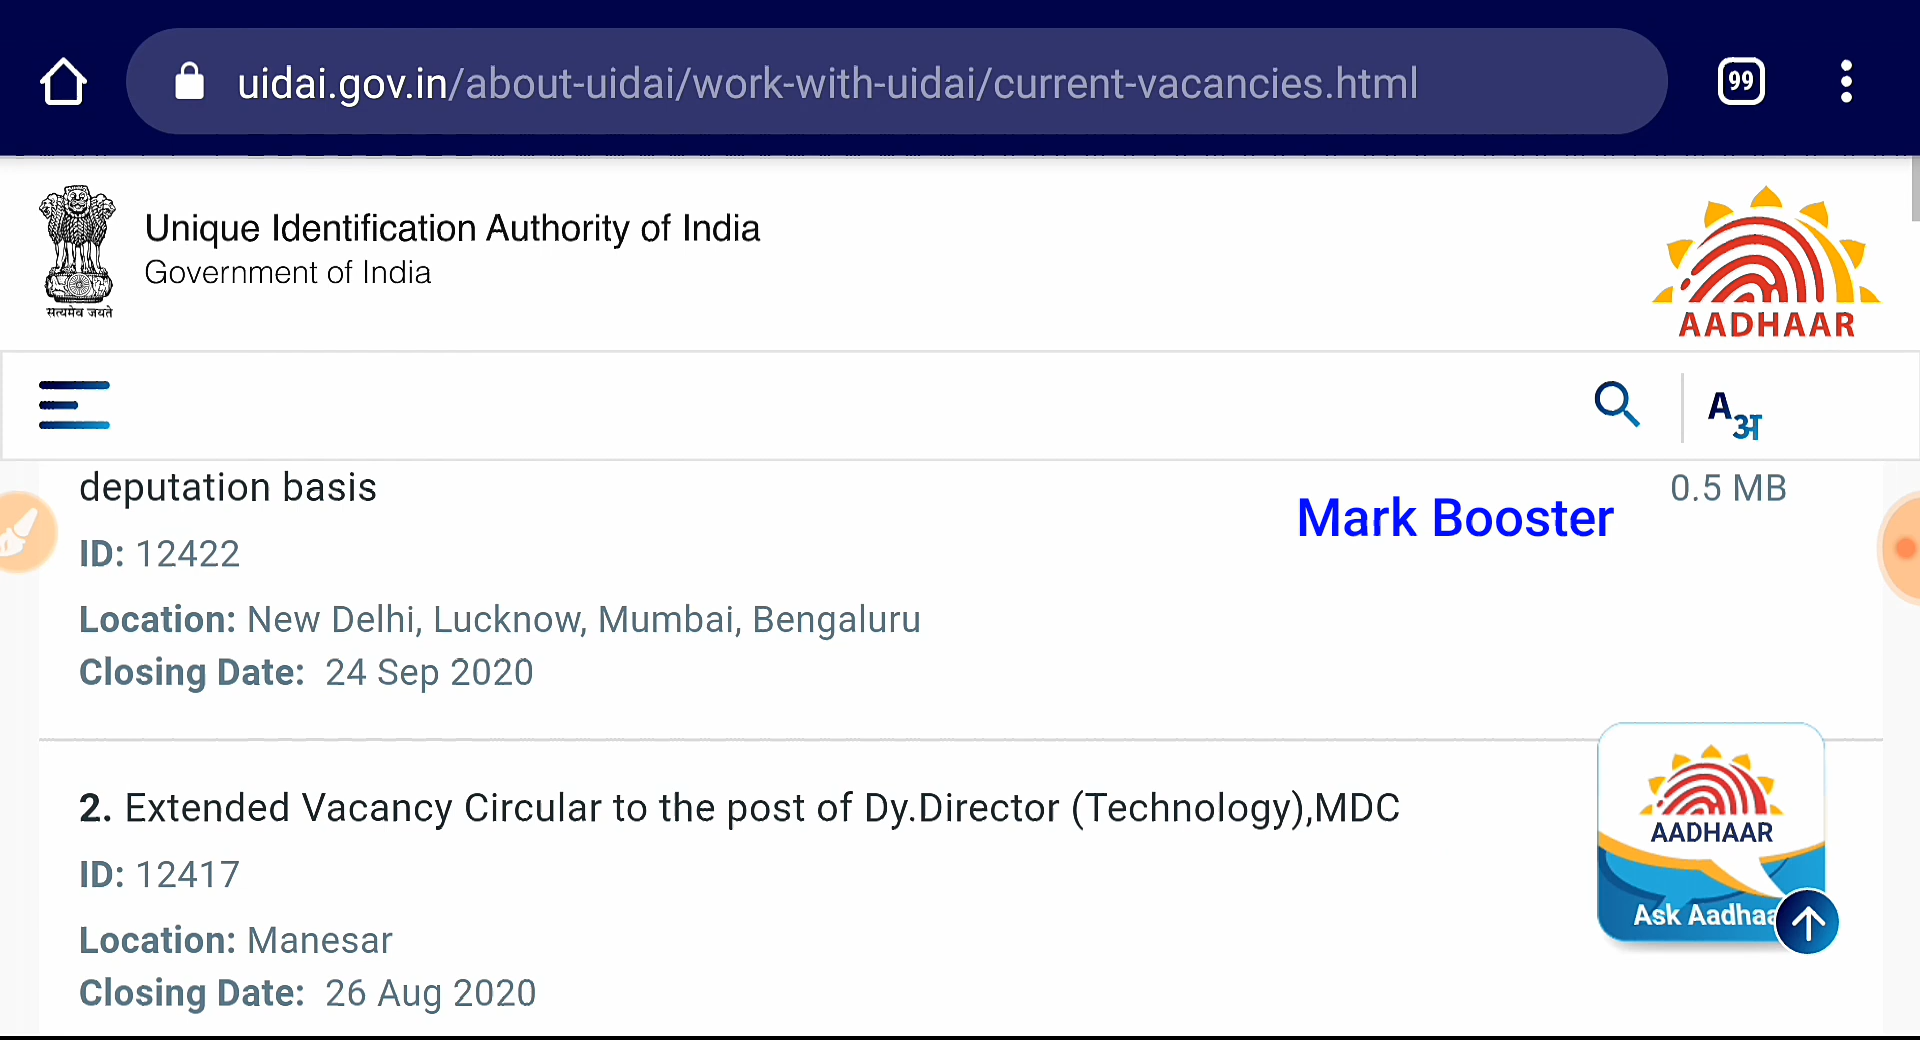 uidai.gov.in/about-uidai/work-with-uidai/current-vacancies.html
99
Unique Identification Authority of India
Government of India
सत्यमेव जयते
AADHAAR
A अ
deputation basis
0.5 MB
Mark Booster
ID: 12422
Location: New Delhi, Lucknow, Mumbai, Bengaluru
Closing Date: 24 Sep 2020
2. Extended Vacancy Circular to the post of Dy.Director (Technology),MDC
ID: 12417
Location: Manesar
Closing Date: 26 Aug 2020
AADHAAR
Ask Aadhaa